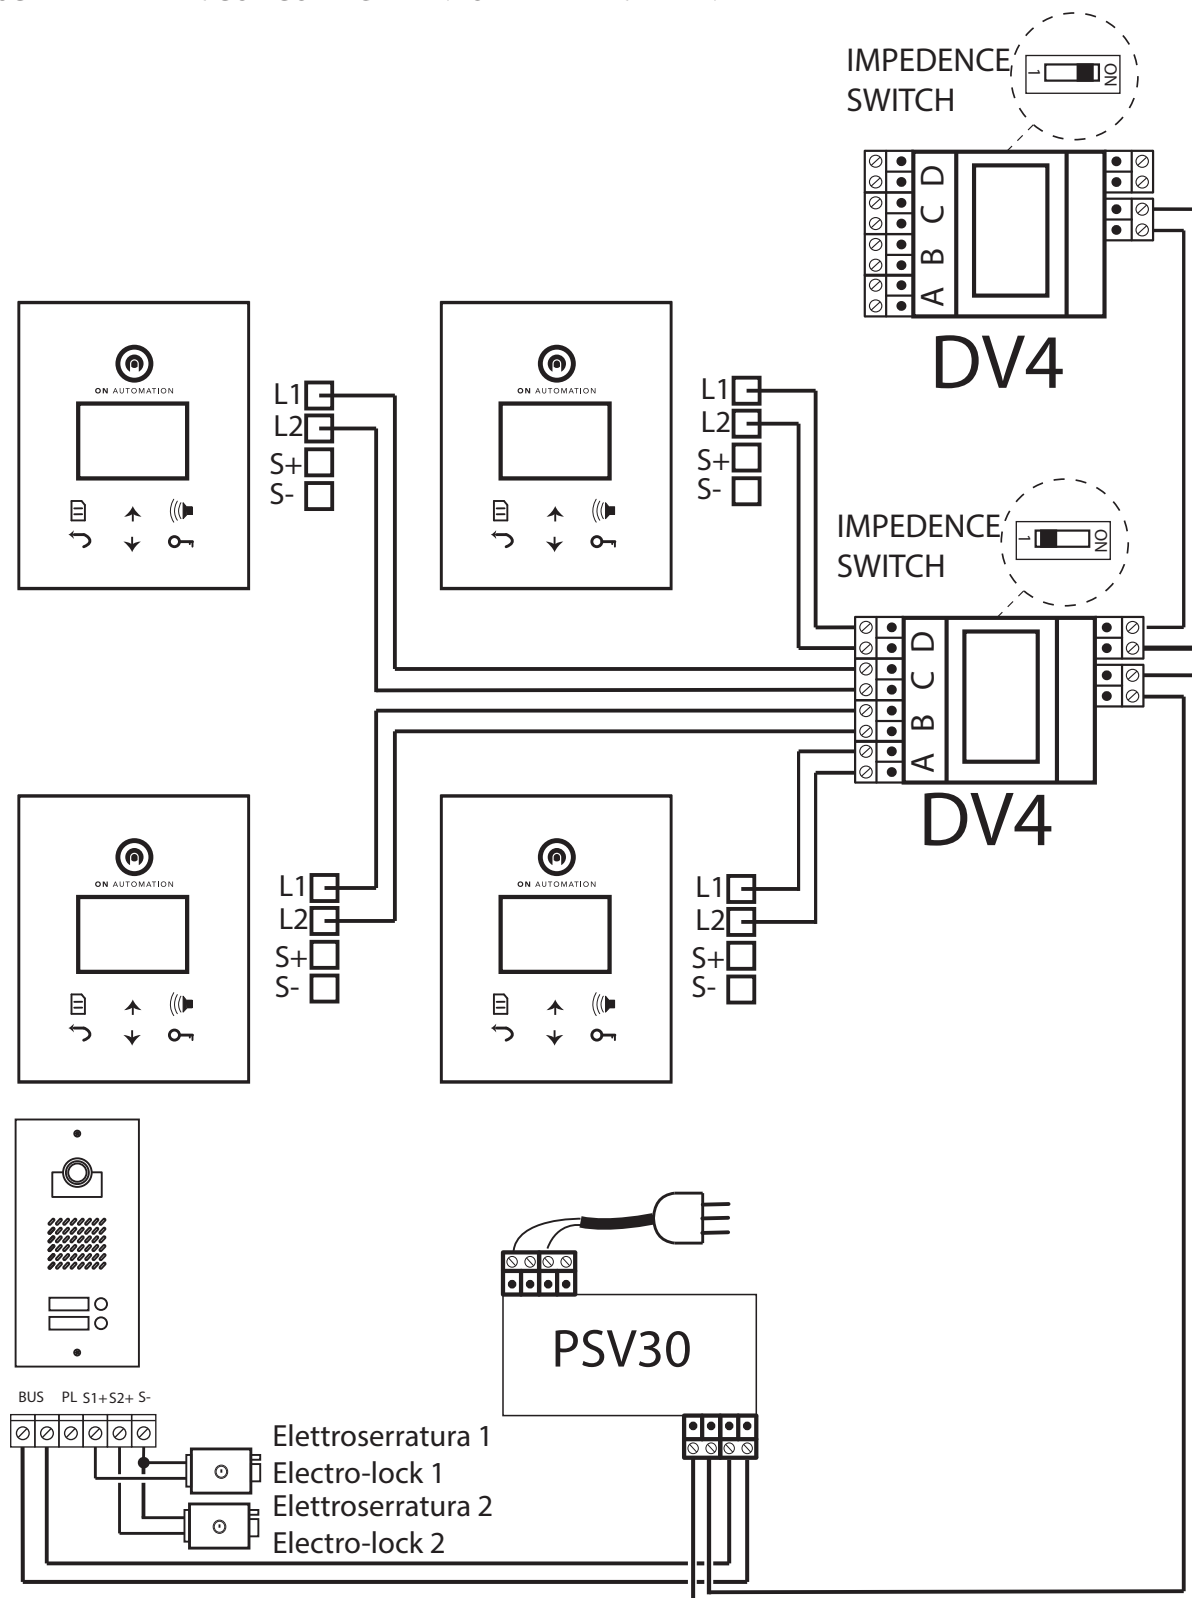 IMPEDENCE
SWITCH
1 ON
D
C
B
A
DV4
ON AUTOMATION
L1
L2
S+
S-
ON AUTOMATION
L1
L2
S+
S-
IMPEDENCE
SWITCH
1 ON
D
C
B
A
DV4
ON AUTOMATION
L1
L2
S+
S-
ON AUTOMATION
L1
L2
S+
S-
PSV30
BUS PL S1+ S2+ S-
Elettroserratura 1
Electro-lock 1
Elettroserratura 2
Electro-lock 2